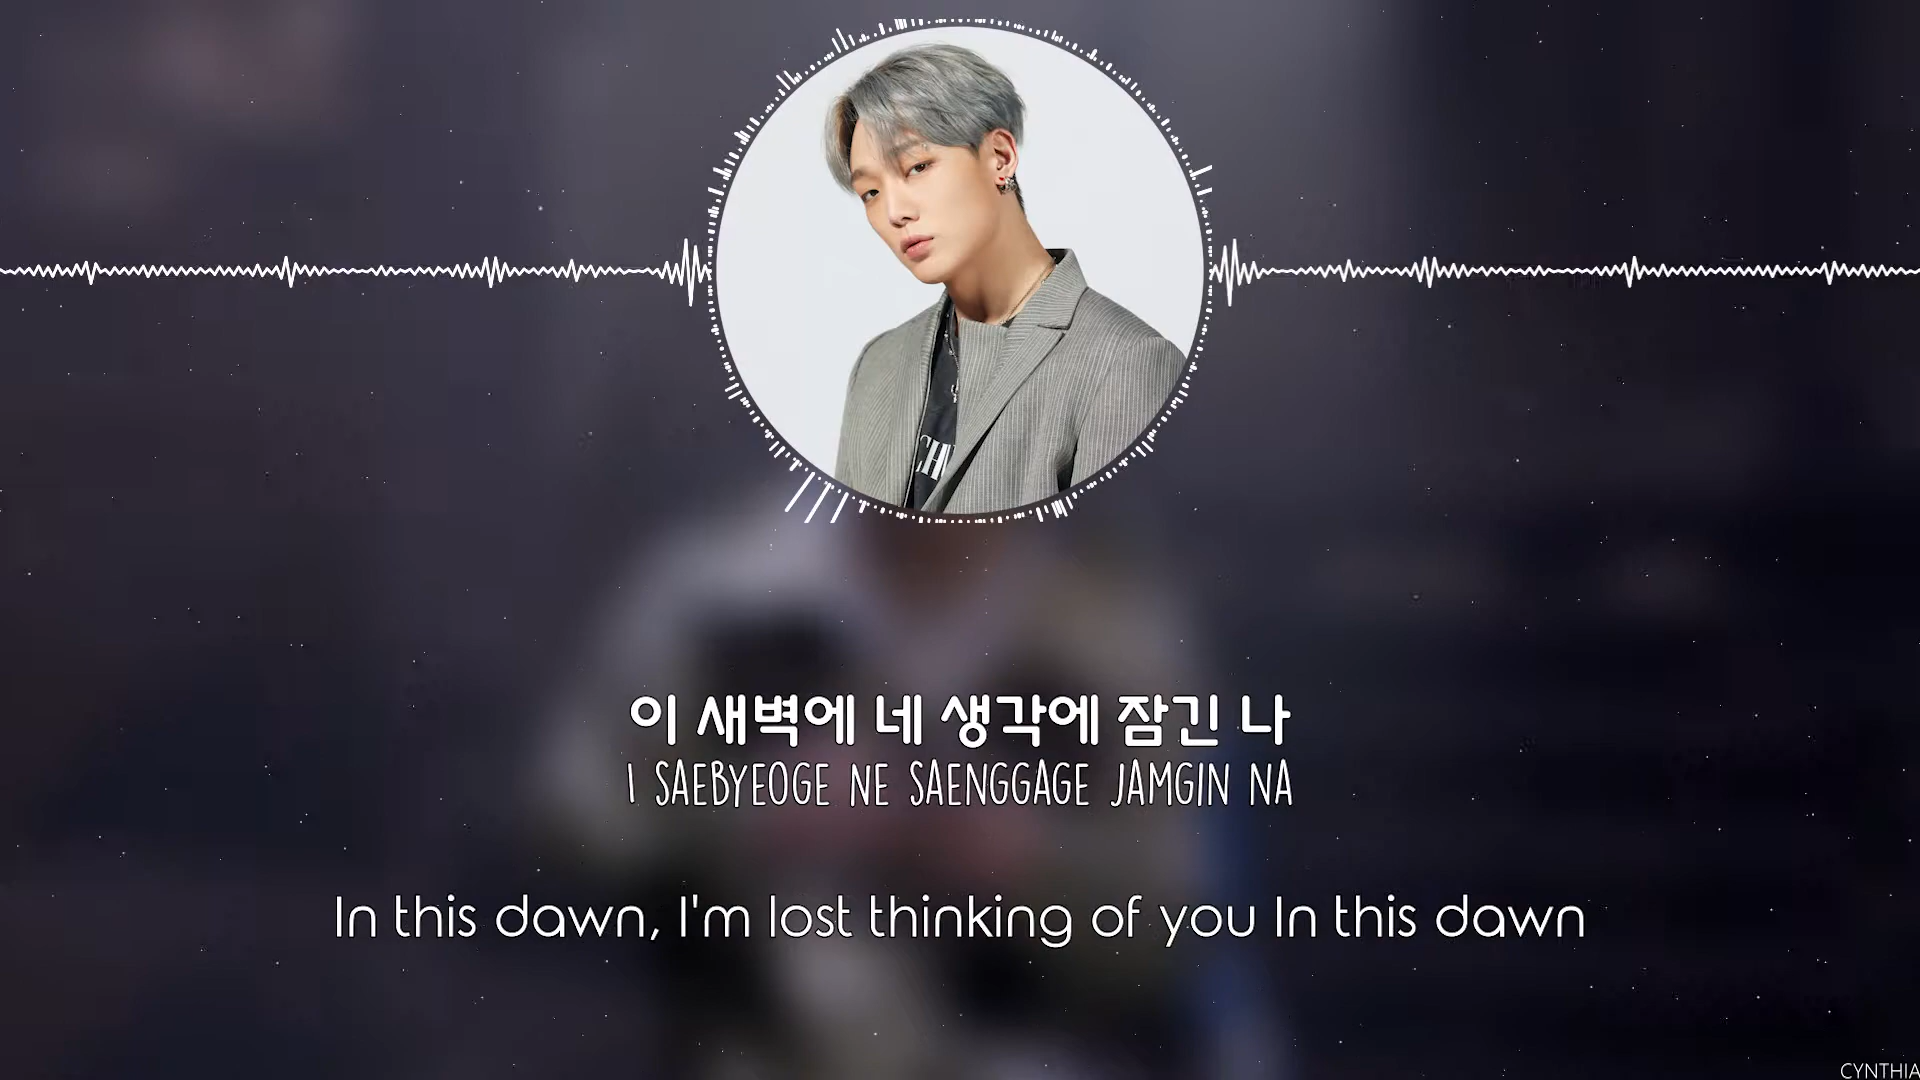 CHV
이 새벽에 네 생각에 잠긴 나
I SAEBYEOGE NE SAENGGAGE JAMGIN NA
In this dawn, I'm lost thinking of you In this dawn
CYNTHIA